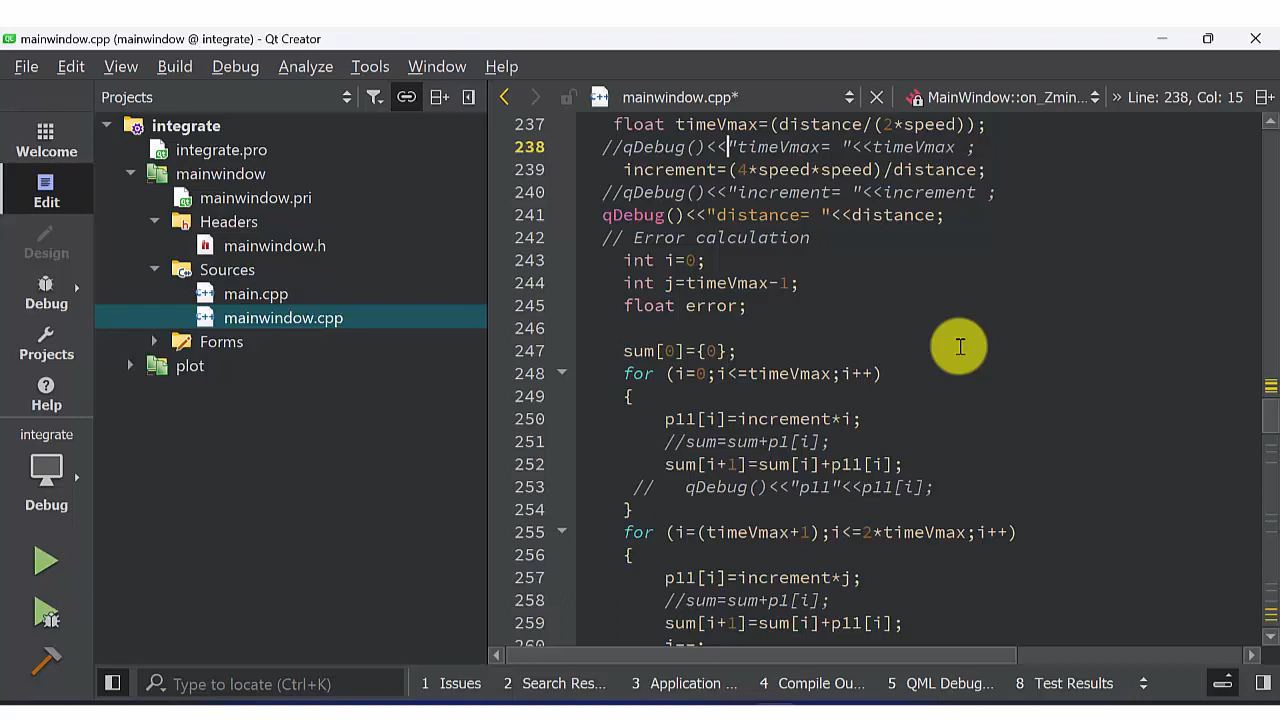 mainwindow.cpp (mainwindow @ integrate) - Qt Creator
File Edit View Build Debug Analyze Tools Window Help
Projects
mainwindow.cpp* MainWindow::on_Zmin... » Line: 238, Col: 15
Welcome
Edit
Design
Debug
Projects
Help
integrate
Debug
integrate
integrate.pro
mainwindow
mainwindow.pri
Headers
mainwindow.h
Sources
main.cpp
mainwindow.cpp
Forms
plot
237 float timeVmax=(distance/(2*speed));
238 //qDebug()<<"timeVmax= "<<timeVmax ;
239 increment=(4*speed*speed)/distance;
240 //qDebug()<<"increment= "<<increment ;
241 qDebug()<<"distance= "<<distance;
242 // Error calculation
243 int i=0;
244 int j=timeVmax-1;
245 float error;
246
247 sum[0]={0};
248 for (i=0;i<=timeVmax;i++)
249 {
250 p11[i]=increment*i;
251 //sum=sum+p1[i];
252 sum[i+1]=sum[i]+p11[i];
253 // qDebug()<<"p11"<<p11[i];
254 }
255 for (i=(timeVmax+1);i<=2*timeVmax;i++)
256 {
257 p11[i]=increment*j;
258 //sum=sum+p1[i];
259 sum[i+1]=sum[i]+p11[i];
260 j--;
Type to locate (Ctrl+K) 1 Issues 2 Search Res... 3 Application ... 4 Compile Ou... 5 QML Debug... 8 Test Results